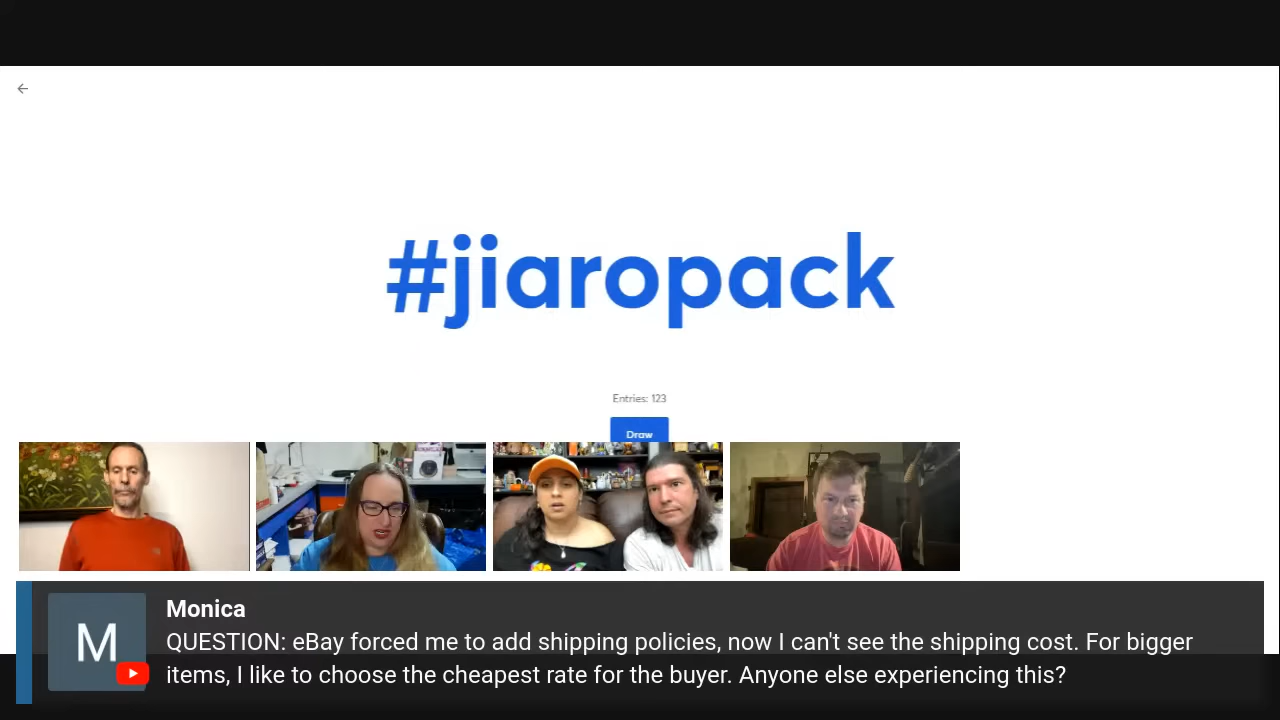 #jiaropack
Entries: 123
Draw
M
Monica
QUESTION: eBay forced me to add shipping policies, now I can't see the shipping cost. For bigger
items, I like to choose the cheapest rate for the buyer. Anyone else experiencing this?